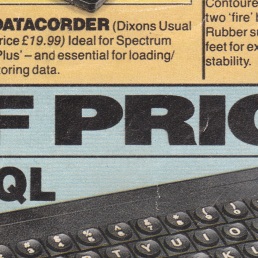 DATACORDER (Dixons Usual
Price £19.99) Ideal for Spectrum
Plus' – and essential for loading/
storing data.
Contoure
two 'fire' b
Rubber su
feet for ex
stability.
F PRIC
QL
T Y U I O